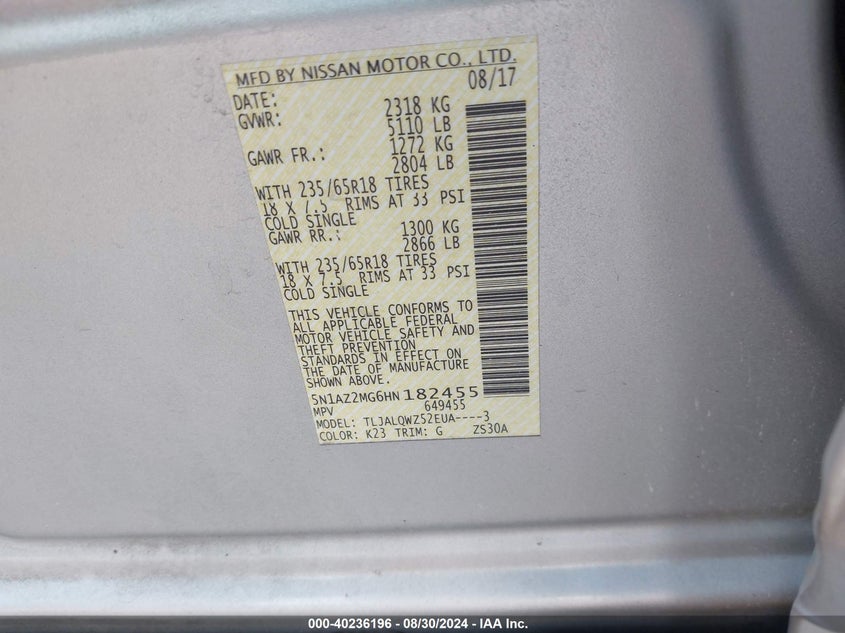 MFD BY NISSAN MOTOR CO., LTD.
DATE: 08/17
GVWR: 2318 KG
5110 LB
GAWR FR.: 1272 KG
2804 LB
WITH 235/65R18 TIRES
18 X 7.5 RIMS AT 33 PSI
COLD SINGLE
GAWR RR.: 1300 KG
2866 LB
WITH 235/65R18 TIRES
18 X 7.5 RIMS AT 33 PSI
COLD SINGLE
THIS VEHICLE CONFORMS TO
ALL APPLICABLE FEDERAL
MOTOR VEHICLE SAFETY AND
THEFT PREVENTION
STANDARDS IN EFFECT ON
THE DATE OF MANUFACTURE
SHOWN ABOVE.
5N1AZ2MG6HN182455
MPV 649455
MODEL: TLJALQWZ52EUA----3
COLOR: K23 TRIM: G ZS30A
000-40236196 - 08/30/2024 - IAA Inc.